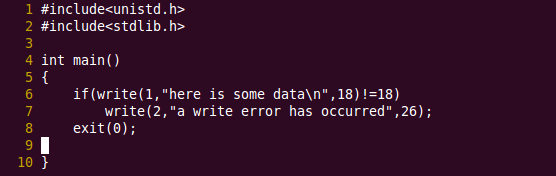 1 #include<unistd.h>
2 #include<stdlib.h>
3
4 int main()
5 {
6     if(write(1,"here is some data\n",18)!=18)
7         write(2,"a write error has occurred",26);
8     exit(0);
9
10 }